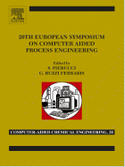 20TH EUROPEAN SYMPOSIUM
ON COMPUTER AIDED
PROCESS ENGINEERING
Edited by
S. PIERUCCI
G. BUZZI FERRARIS
COMPUTER-AIDED CHEMICAL ENGINEERING, 28